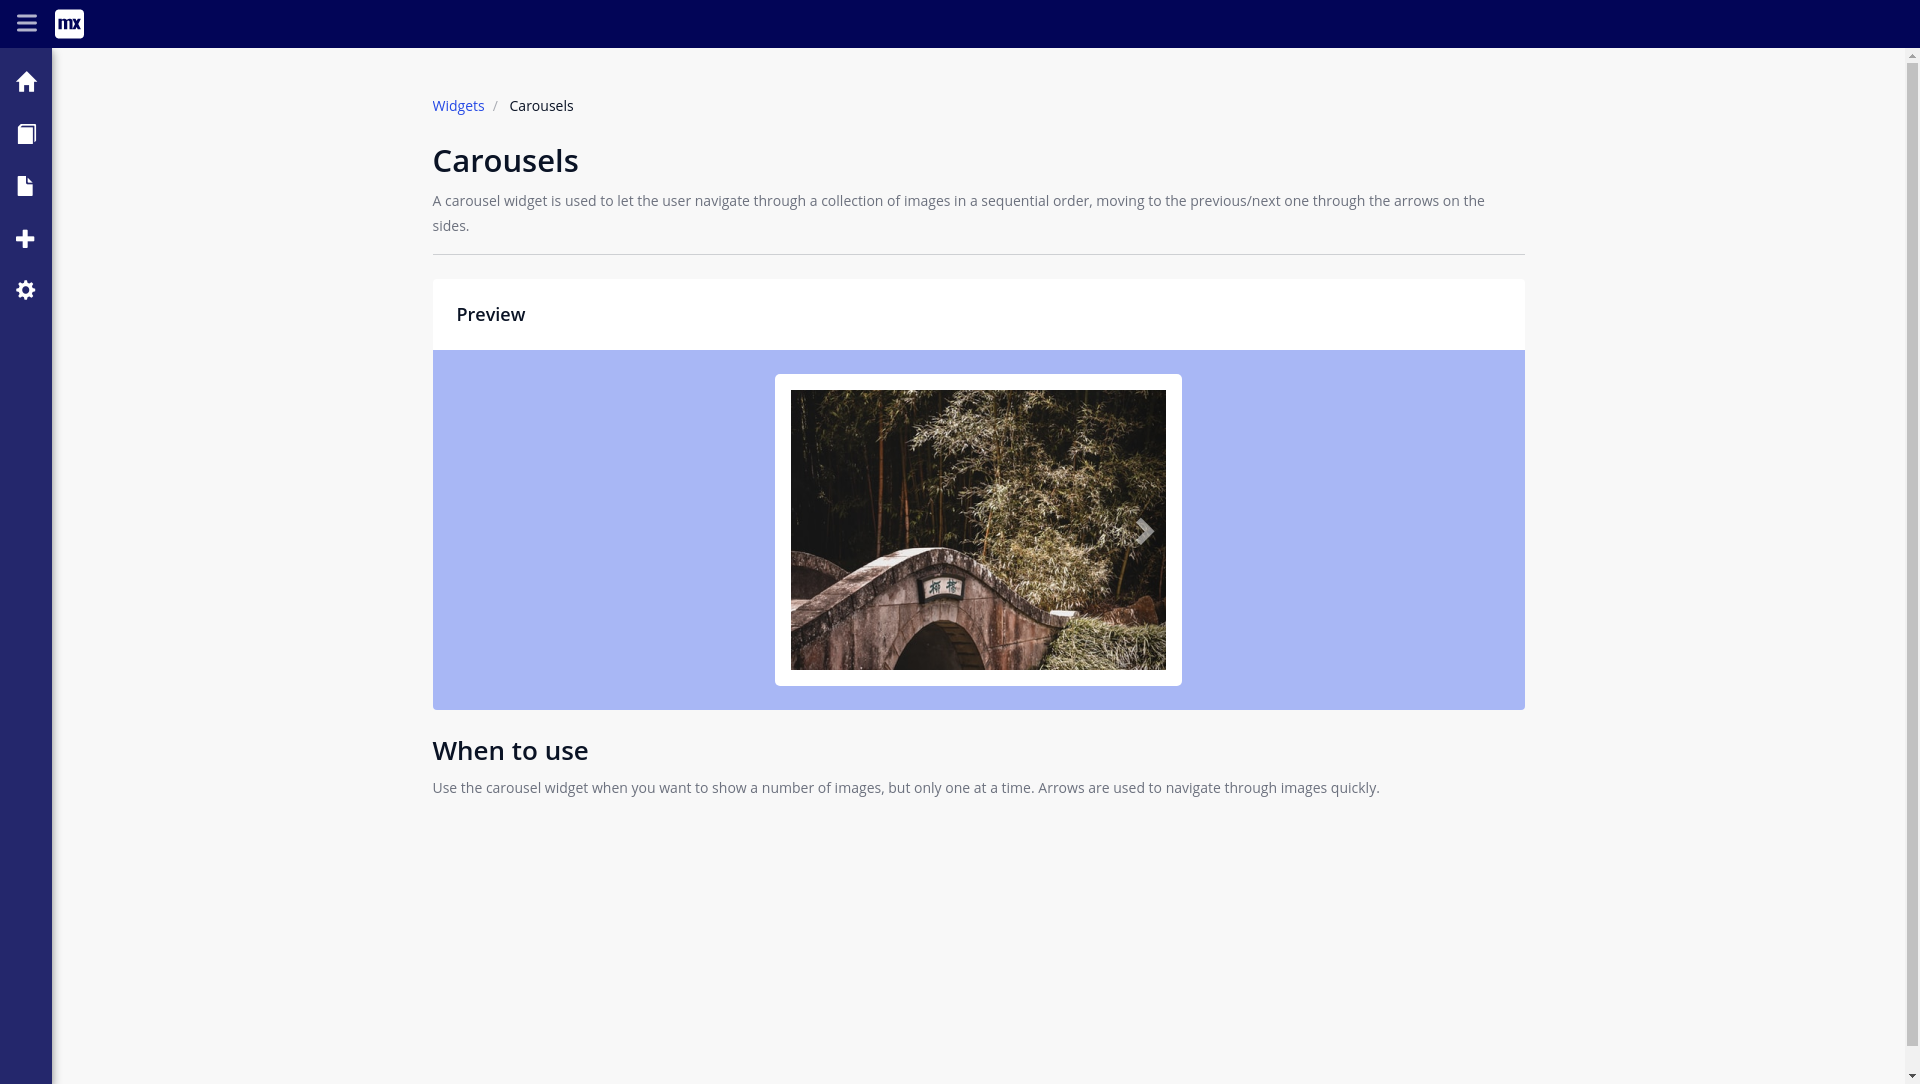 mx
Widgets / Carousels
Carousels
A carousel widget is used to let the user navigate through a collection of images in a sequential order, moving to the previous/next one through the arrows on the
sides.
Preview
When to use
Use the carousel widget when you want to show a number of images, but only one at a time. Arrows are used to navigate through images quickly.